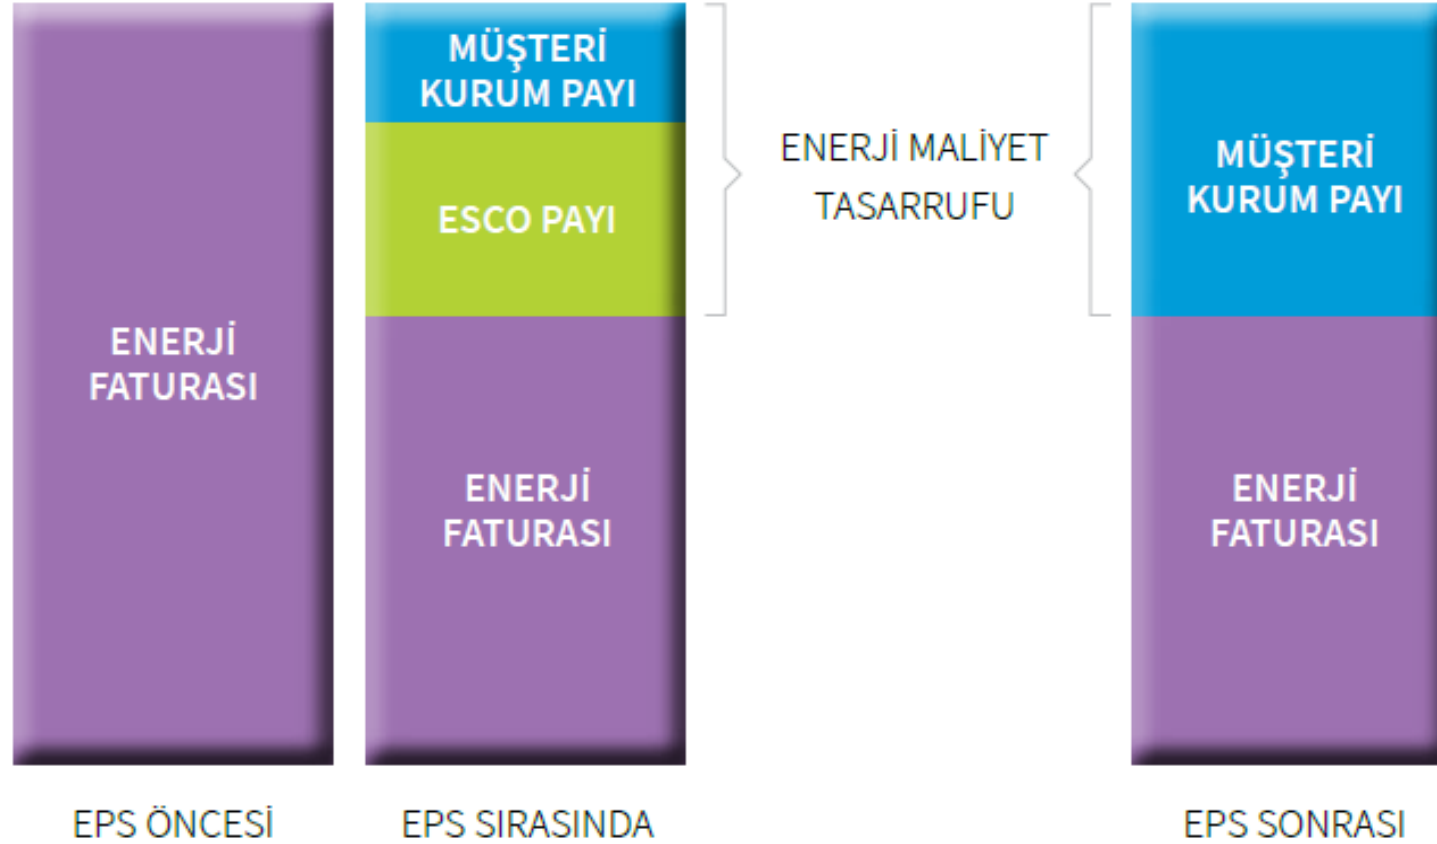 ENERJİ
FATURASI
EPS ÖNCESİ
MÜŞTERİ
KURUM PAYI
ESCO PAYI
ENERJİ
FATURASI
EPS SIRASINDA
ENERJİ MALİYET
TASARRUFU
MÜŞTERİ
KURUM PAYI
ENERJİ
FATURASI
EPS SONRASI